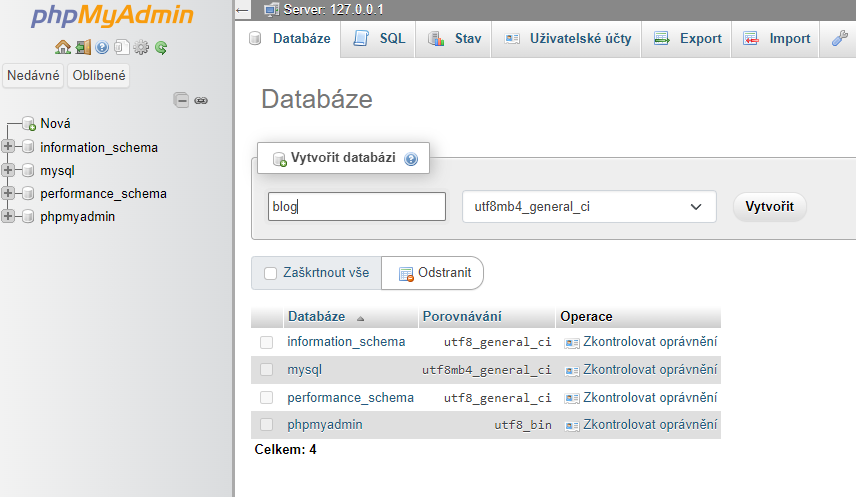 phpMyAdmin
Nedávné Oblíbené
Nová
information_schema
mysql
performance_schema
phpmyadmin
Server: 127.0.0.1
Databáze SQL Stav Uživatelské účty Export Import
Databáze
Vytvořit databázi
blog utf8mb4_general_ci Vytvořit
Zaškrtnout vše Odstranit
Databáze Porovnávání Operace
information_schema utf8_general_ci Zkontrolovat oprávnění
mysql utf8mb4_general_ci Zkontrolovat oprávnění
performance_schema utf8_general_ci Zkontrolovat oprávnění
phpmyadmin utf8_bin Zkontrolovat oprávnění
Celkem: 4